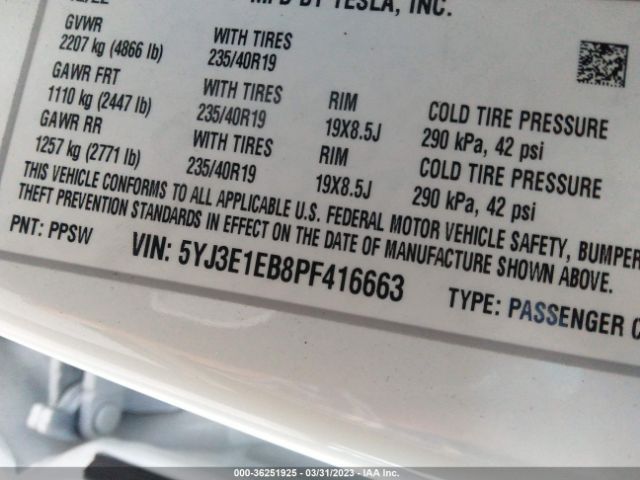 MFD BY TESLA, INC.
GVWR
2207 kg (4866 lb)
WITH TIRES
235/40R19
GAWR FRT
1110 kg (2447 lb)
WITH TIRES
235/40R19
RIM
19X8.5J
COLD TIRE PRESSURE
290 kPa, 42 psi
GAWR RR
1257 kg (2771 lb)
WITH TIRES
235/40R19
RIM
19X8.5J
COLD TIRE PRESSURE
290 kPa, 42 psi
THIS VEHICLE CONFORMS TO ALL APPLICABLE U.S. FEDERAL MOTOR VEHICLE SAFETY, BUMPER
THEFT PREVENTION STANDARDS IN EFFECT ON THE DATE OF MANUFACTURE SHOWN ABOVE.
PNT: PPSW
VIN: 5YJ3E1EB8PF416663
TYPE: PASSENGER C
000-36251925 - 03/31/2023 - IAA Inc.